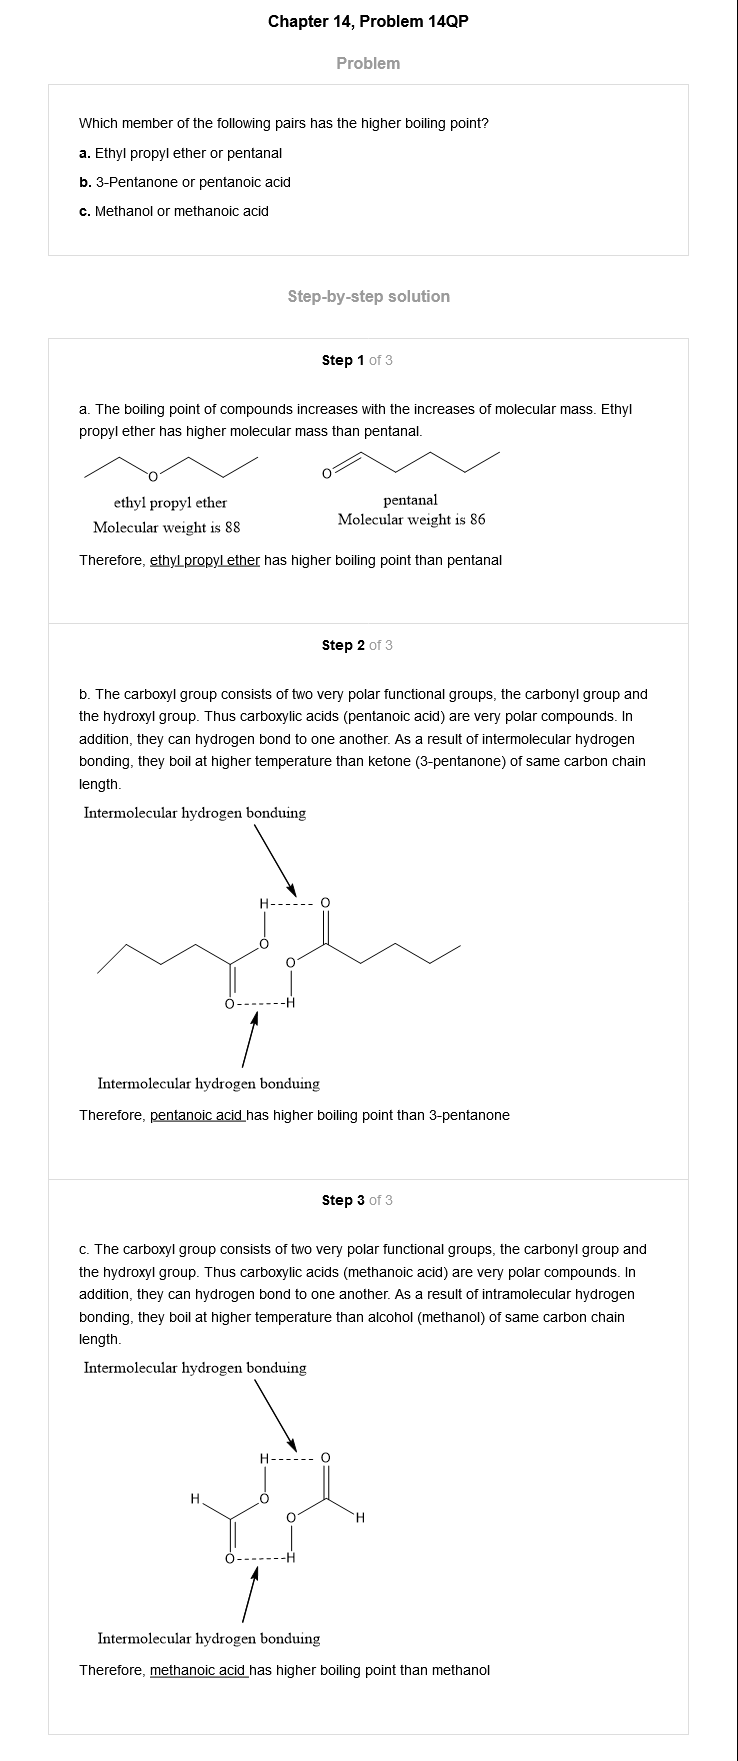 Chapter 14, Problem 14QP
Problem
Which member of the following pairs has the higher boiling point?
a. Ethyl propyl ether or pentanal
b. 3-Pentanone or pentanoic acid
c. Methanol or methanoic acid
Step-by-step solution
Step 1 of 3
a. The boiling point of compounds increases with the increases of molecular mass. Ethyl
propyl ether has higher molecular mass than pentanal.
O
O
ethyl propyl ether
Molecular weight is 88
pentanal
Molecular weight is 86
Therefore, ethyl propyl ether has higher boiling point than pentanal
Step 2 of 3
b. The carboxyl group consists of two very polar functional groups, the carbonyl group and
the hydroxyl group. Thus carboxylic acids (pentanoic acid) are very polar compounds. In
addition, they can hydrogen bond to one another. As a result of intermolecular hydrogen
bonding, they boil at higher temperature than ketone (3-pentanone) of same carbon chain
length.
Intermolecular hydrogen bonduing
H------ O
O
O
O-------H
Intermolecular hydrogen bonduing
Therefore, pentanoic acid has higher boiling point than 3-pentanone
Step 3 of 3
c. The carboxyl group consists of two very polar functional groups, the carbonyl group and
the hydroxyl group. Thus carboxylic acids (methanoic acid) are very polar compounds. In
addition, they can hydrogen bond to one another. As a result of intramolecular hydrogen
bonding, they boil at higher temperature than alcohol (methanol) of same carbon chain
length.
Intermolecular hydrogen bonduing
H------ O
H O
O H
O-------H
Intermolecular hydrogen bonduing
Therefore, methanoic acid has higher boiling point than methanol